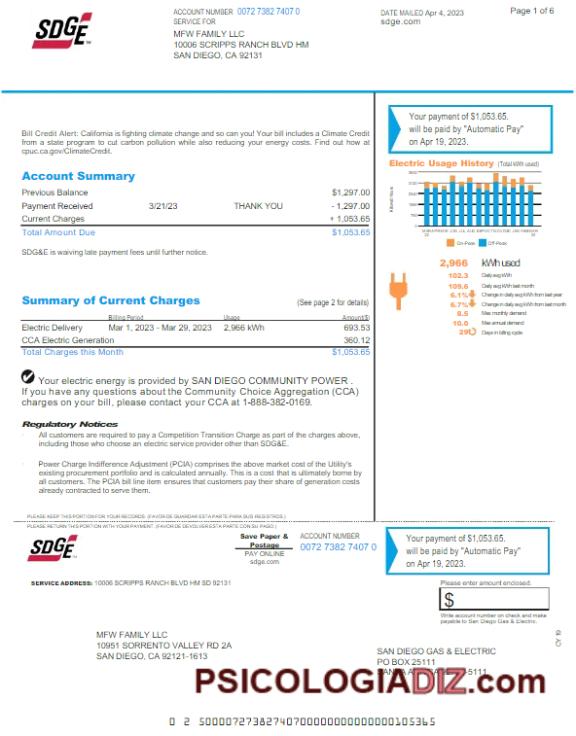 SDGE™
ACCOUNT NUMBER 0072 7382 7407 0
SERVICE FOR
MFW FAMILY LLC
10006 SCRIPPS RANCH BLVD HM
SAN DIEGO, CA 92131
DATE MAILED Apr 4, 2023
sdge.com
Page 1 of 6
Bill Credit Alert: California is fighting climate change and so can you! Your bill includes a Climate Credit
from a state program to cut carbon pollution while also reducing your energy costs. Find out how at
cpuc.ca.gov/ClimateCredit.
Account Summary
Previous Balance $1,297.00
Payment Received 3/21/23 THANK YOU - 1,297.00
Current Charges + 1,053.65
Total Amount Due $1,053.65
SDG&E is waiving late payment fees until further notice.
Summary of Current Charges (See page 2 for details)
Billing Period Usage Amount($)
Electric Delivery Mar 1, 2023 - Mar 29, 2023 2,966 kWh 693.53
CCA Electric Generation 360.12
Total Charges this Month $1,053.65
Your electric energy is provided by SAN DIEGO COMMUNITY POWER .
If you have any questions about the Community Choice Aggregation (CCA)
charges on your bill, please contact your CCA at 1-888-382-0169.
Regulatory Notices
All customers are required to pay a Competition Transition Charge as part of the charges above,
including those who choose an electric service provider other than SDG&E.
Power Charge Indifference Adjustment (PCIA) comprises the above market cost of the Utility's
existing procurement portfolio and is calculated annually. This is a cost that is ultimately borne by
all customers. The PCIA bill line item ensures that customers pay their share of generation costs
already contracted to serve them.
Your payment of $1,053.65.
will be paid by "Automatic Pay"
on Apr 19, 2023.
Electric Usage History (Total kWh used)
On-Peak Off-Peak
2,966 kWh used
102.3 Daily avg kWh
109.6 Daily avg kWh last month
6.1% Change in daily avg kWh from last year
6.7% Change in daily avg kWh from last month
8.5 Max monthly demand
10.0 Max annual demand
29 Days in billing cycle
PLEASE KEEP THIS PORTION FOR YOUR RECORDS. (FAVOR DE GUARDAR ESTA PARTE PARA SUS REGISTROS.)
PLEASE RETURN THIS PORTION WITH YOUR PAYMENT. (FAVOR DE DEVOLVER ESTA PARTE CON SU PAGO.)
SDGE™
Save Paper &
Postage
PAY ONLINE
sdge.com
ACCOUNT NUMBER
0072 7382 7407 0
Your payment of $1,053.65.
will be paid by "Automatic Pay"
on Apr 19, 2023.
SERVICE ADDRESS: 10006 SCRIPPS RANCH BLVD HM SD 92131
Please enter amount enclosed.
$
Write account number on check and make
payable to San Diego Gas & Electric.
CY 19
MFW FAMILY LLC
10951 SORRENTO VALLEY RD 2A
SAN DIEGO, CA 92121-1613
SAN DIEGO GAS & ELECTRIC
PO BOX 25111
PSICOLOGIADIZ.com
0 2 500007273827407000000000000000105365